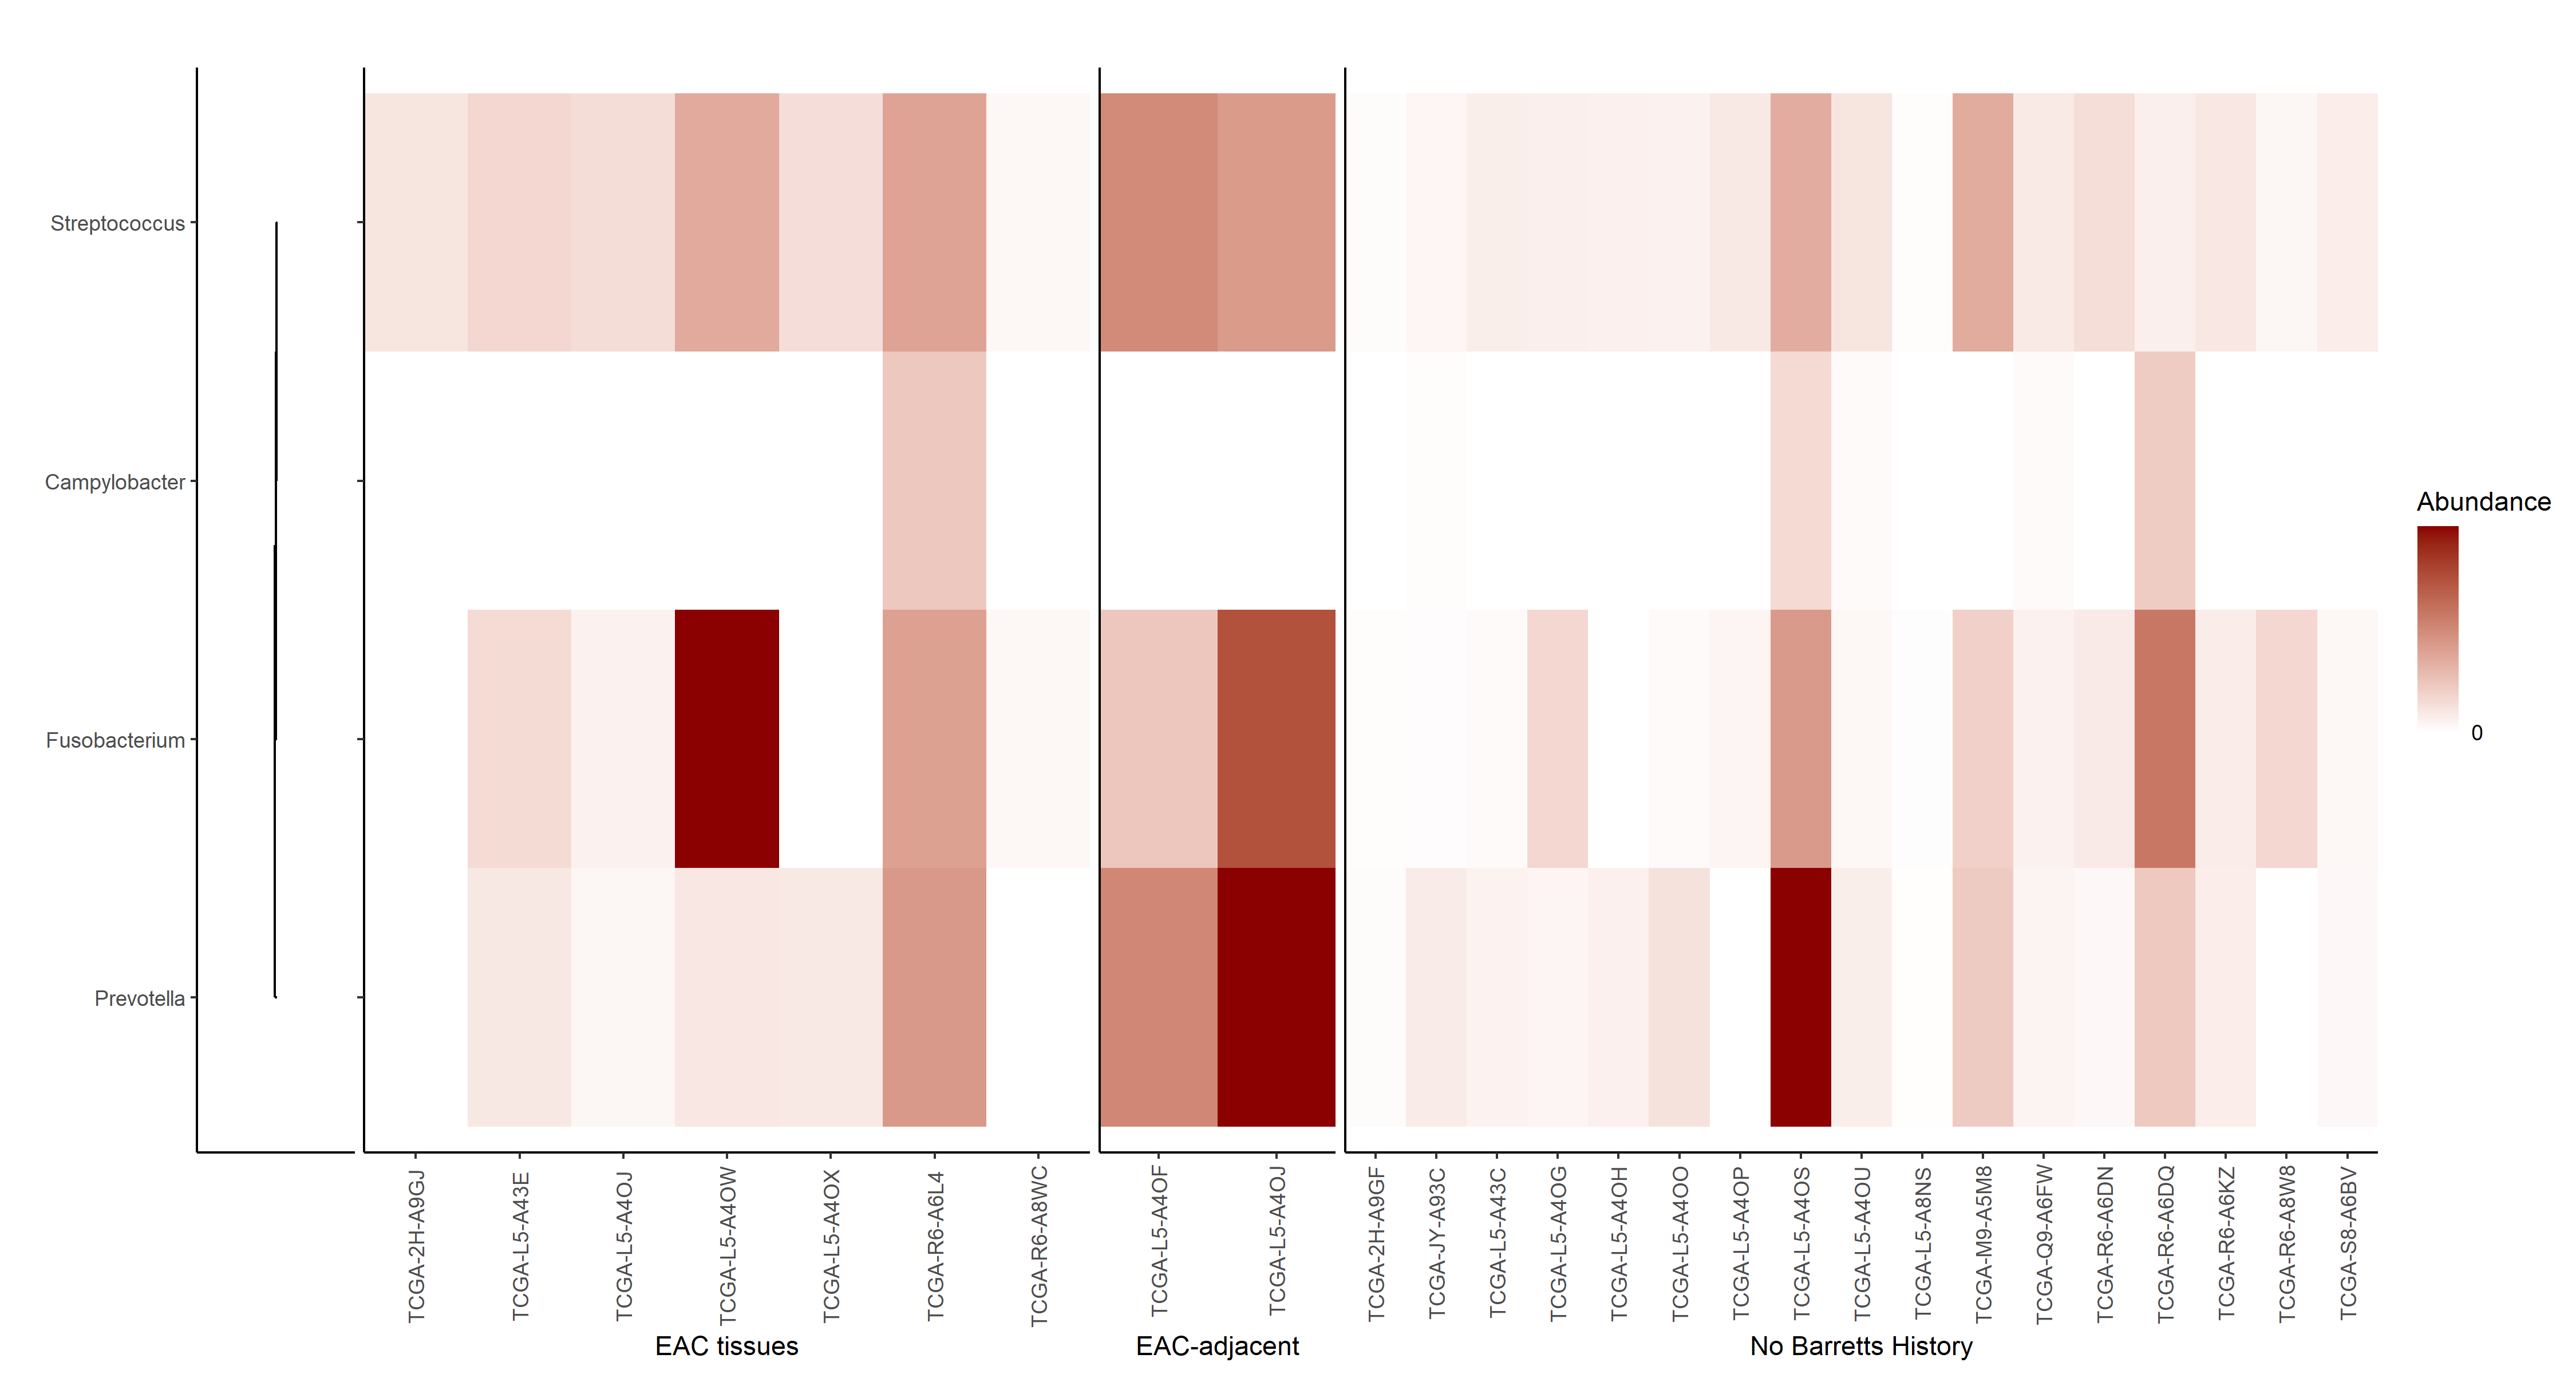 Streptococcus
Campylobacter
Fusobacterium
Prevotella
TCGA-2H-A9GJ
TCGA-L5-A43E
TCGA-L5-A4OJ
TCGA-L5-A4OW
TCGA-L5-A4OX
TCGA-R6-A6L4
TCGA-R6-A8WC
EAC tissues
TCGA-L5-A4OF
TCGA-L5-A4OJ
EAC-adjacent
TCGA-2H-A9GF
TCGA-JY-A93C
TCGA-L5-A43C
TCGA-L5-A4OG
TCGA-L5-A4OH
TCGA-L5-A4OO
TCGA-L5-A4OP
TCGA-L5-A4OS
TCGA-L5-A4OU
TCGA-L5-A8NS
TCGA-M9-A5M8
TCGA-Q9-A6FW
TCGA-R6-A6DN
TCGA-R6-A6DQ
TCGA-R6-A6KZ
TCGA-R6-A8W8
TCGA-S8-A6BV
No Barretts History
Abundance
0